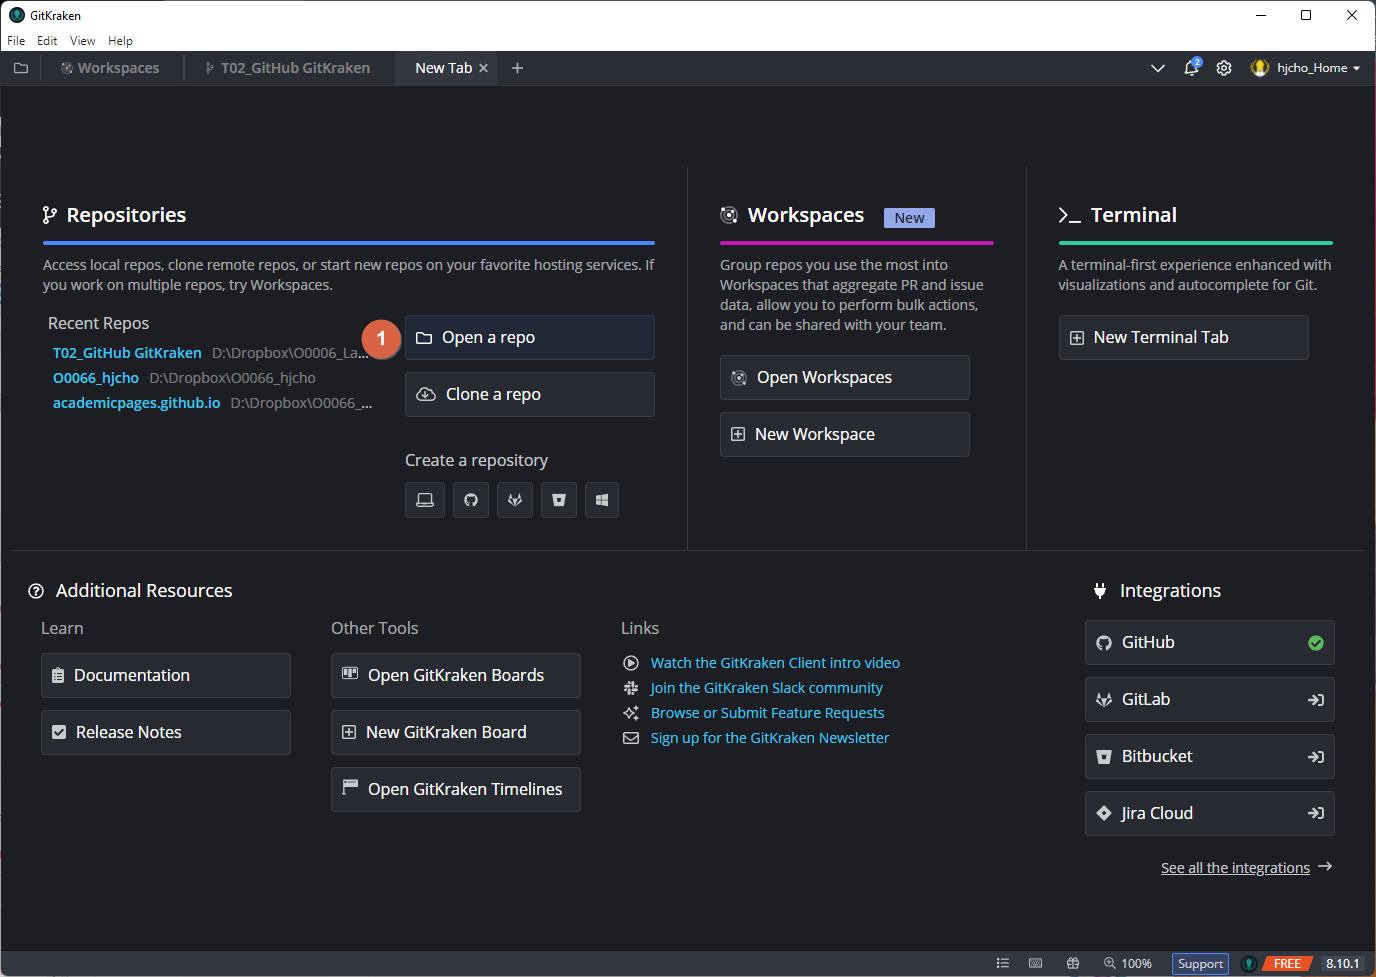 GitKraken
File Edit View Help
Workspaces
T02_GitHub GitKraken
New Tab
2
hjcho_Home
Repositories
Access local repos, clone remote repos, or start new repos on your favorite hosting services. If
you work on multiple repos, try Workspaces.
Recent Repos
T02_GitHub GitKraken D:\Dropbox\O0006_La...
O0066_hjcho D:\Dropbox\O0066_hjcho
academicpages.github.io D:\Dropbox\O0066_...
1
Open a repo
Clone a repo
Create a repository
Workspaces New
Group repos you use the most into
Workspaces that aggregate PR and issue
data, allow you to perform bulk actions,
and can be shared with your team.
Open Workspaces
New Workspace
Terminal
A terminal-first experience enhanced with
visualizations and autocomplete for Git.
New Terminal Tab
Additional Resources
Learn
Documentation
Release Notes
Other Tools
Open GitKraken Boards
New GitKraken Board
Open GitKraken Timelines
Links
Watch the GitKraken Client intro video
Join the GitKraken Slack community
Browse or Submit Feature Requests
Sign up for the GitKraken Newsletter
Integrations
GitHub
GitLab
Bitbucket
Jira Cloud
See all the integrations
100%
Support
FREE
8.10.1